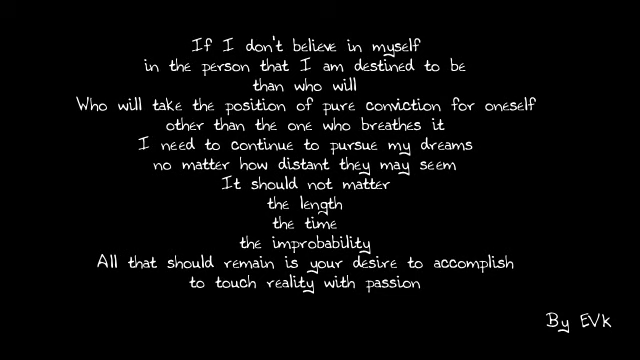 If I don't believe in myself
in the person that I am destined to be
than who will
Who will take the position of pure conviction for oneself
other than the one who breathes it
I need to continue to pursue my dreams
no matter how distant they may seem
It should not matter
the length
the time
the improbability
All that should remain is your desire to accomplish
to touch reality with passion
By EVk